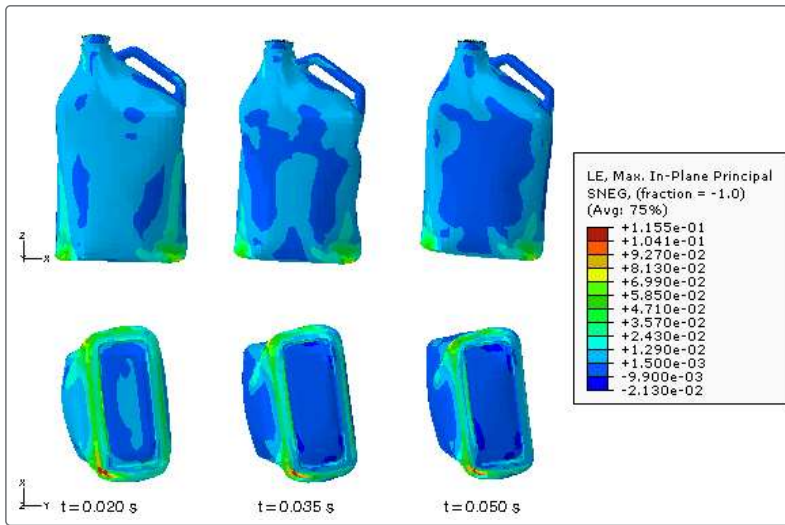 LE, Max. In-Plane Principal
SNEG, (fraction = -1.0)
(Avg: 75%)
+1.155e-01
+1.041e-01
+9.270e-02
+8.130e-02
+6.990e-02
+5.850e-02
+4.710e-02
+3.570e-02
+2.430e-02
+1.290e-02
+1.500e-03
-9.900e-03
-2.130e-02
Z
Y X
X
Z Y
t=0.020 s
t=0.035 s
t=0.050 s